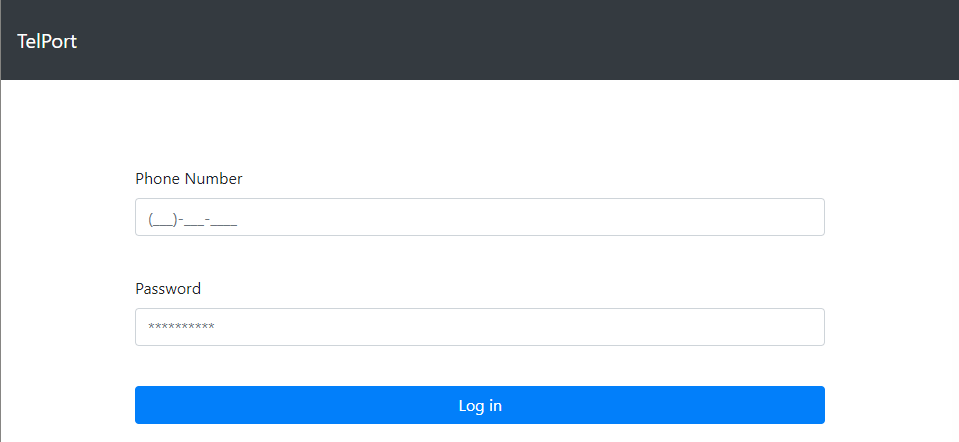 TelPort
Phone Number
(___)-___-____
Password
**********
Log in